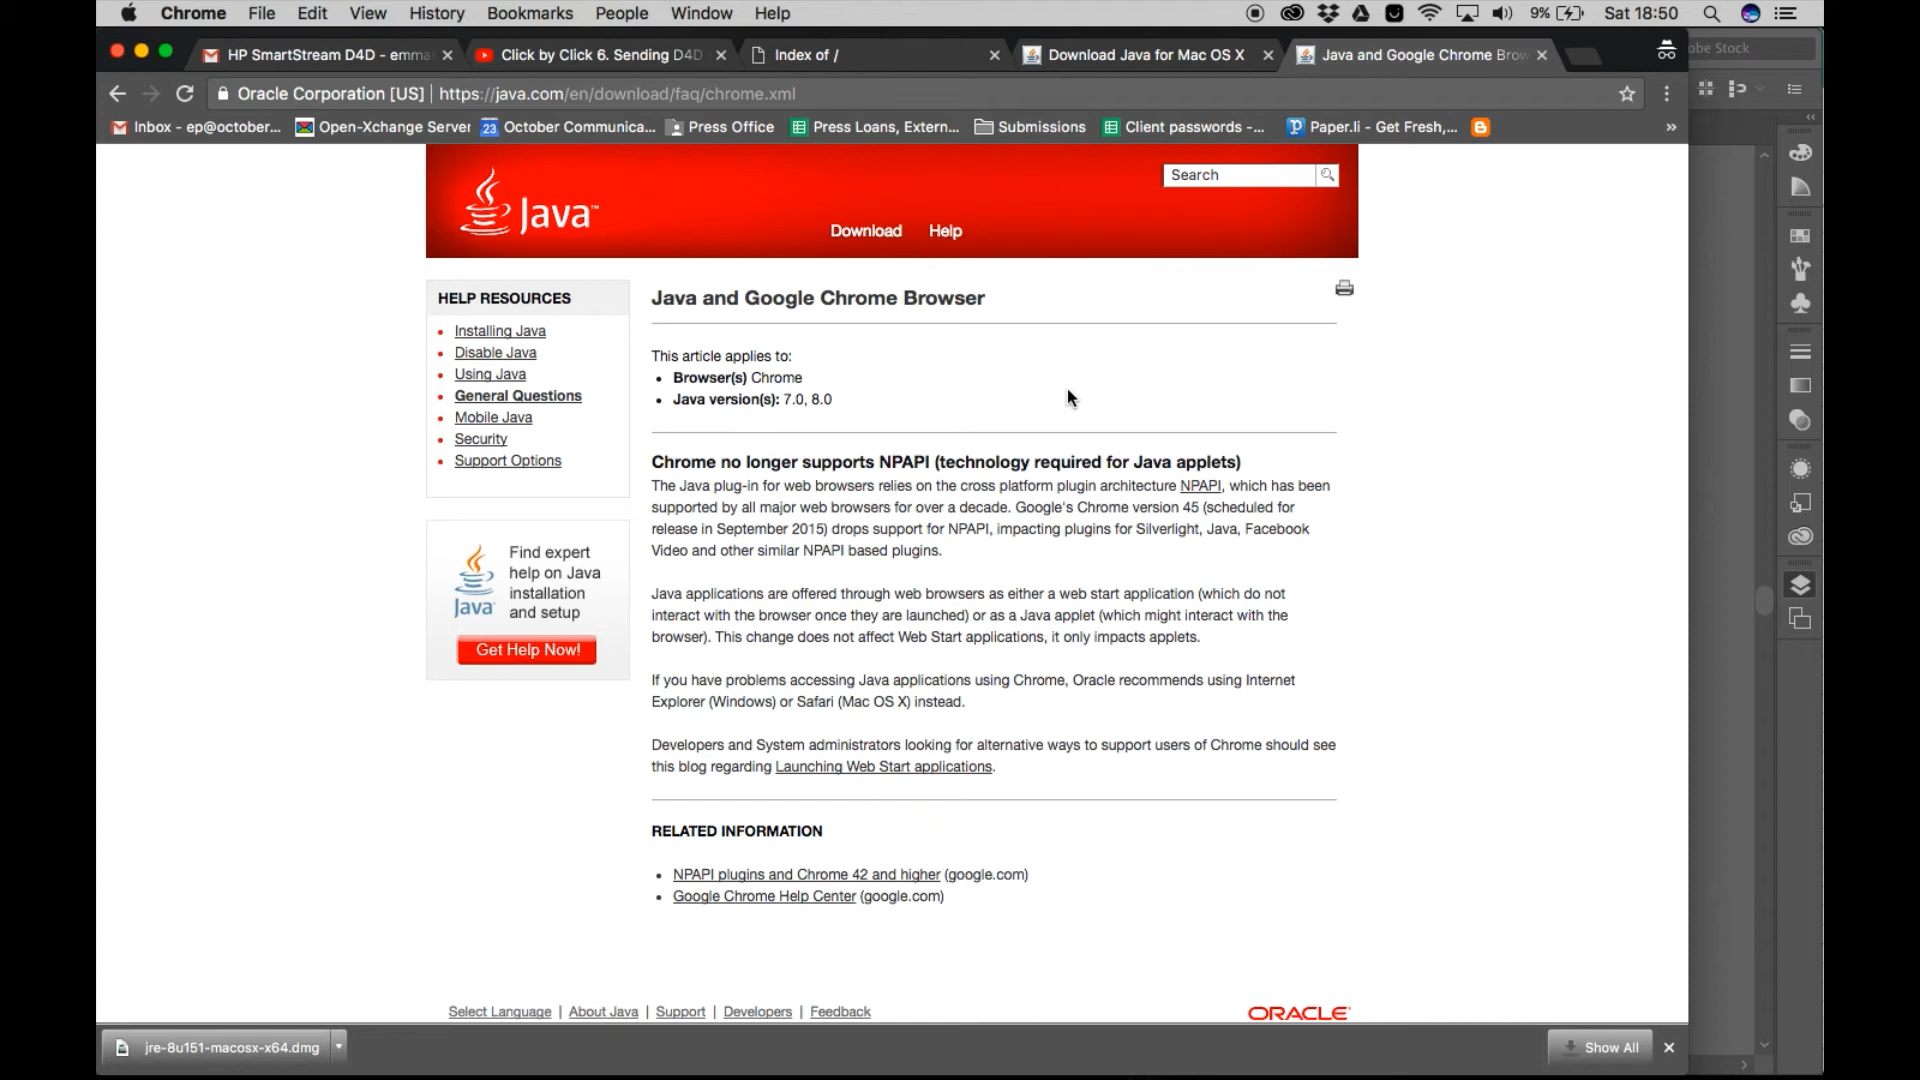 Chrome File Edit View History Bookmarks People Window Help 9% Sat 18:50
HP SmartStream D4D - emma
Click by Click 6. Sending D4D
Index of /
Download Java for Mac OS X
Java and Google Chrome Brow
obe Stock
Oracle Corporation [US] | https://java.com/en/download/faq/chrome.xml
Inbox - ep@october...
Open-Xchange Server
23 October Communica...
Press Office
Press Loans, Extern...
Submissions
Client passwords -...
Paper.li - Get Fresh,...
»
Java™
Search
Download Help
HELP RESOURCES
Installing Java
Disable Java
Using Java
General Questions
Mobile Java
Security
Support Options
Find expert
help on Java
installation
and setup
Java
Get Help Now!
Java and Google Chrome Browser
This article applies to:
Browser(s) Chrome
Java version(s): 7.0, 8.0
Chrome no longer supports NPAPI (technology required for Java applets)
The Java plug-in for web browsers relies on the cross platform plugin architecture NPAPI, which has been
supported by all major web browsers for over a decade. Google's Chrome version 45 (scheduled for
release in September 2015) drops support for NPAPI, impacting plugins for Silverlight, Java, Facebook
Video and other similar NPAPI based plugins.
Java applications are offered through web browsers as either a web start application (which do not
interact with the browser once they are launched) or as a Java applet (which might interact with the
browser). This change does not affect Web Start applications, it only impacts applets.
If you have problems accessing Java applications using Chrome, Oracle recommends using Internet
Explorer (Windows) or Safari (Mac OS X) instead.
Developers and System administrators looking for alternative ways to support users of Chrome should see
this blog regarding Launching Web Start applications.
RELATED INFORMATION
NPAPI plugins and Chrome 42 and higher (google.com)
Google Chrome Help Center (google.com)
Select Language | About Java | Support | Developers | Feedback
ORACLE
jre-8u151-macosx-x64.dmg
Show All